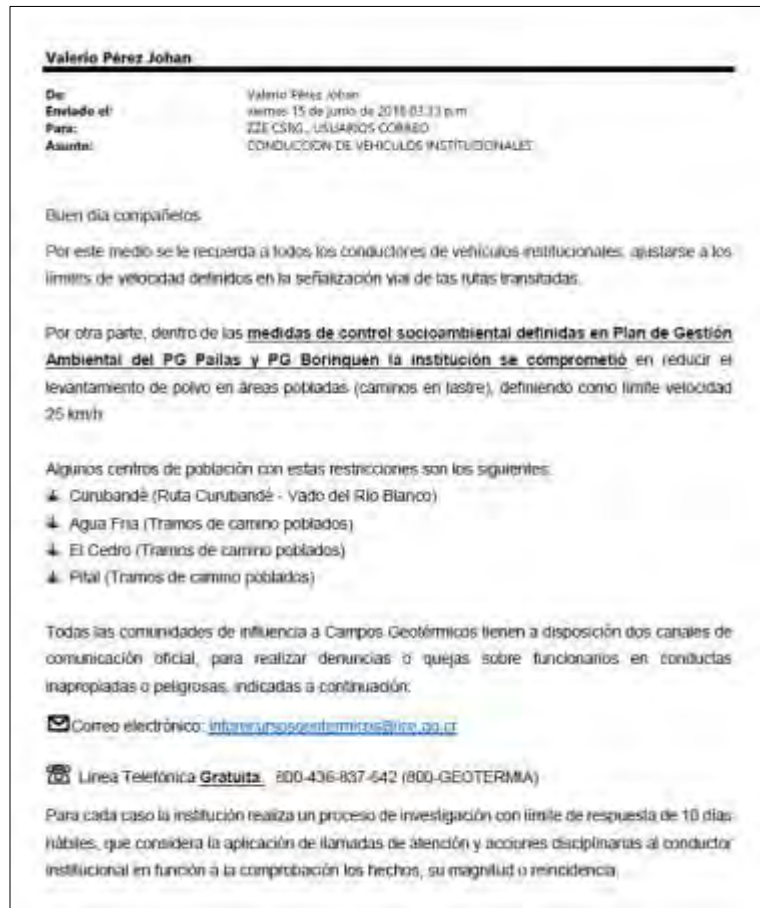 Valerio Pérez Johan
De: Valerio Pérez Johan
Enviado el: viernes 15 de junio de 2018 03:33 p.m.
Para: ZZE CSRG, USUARIOS CORREO
Asunto: CONDUCCION DE VEHICULOS INSTITUCIONALES
Buen día compañeros
Por este medio se le recuerda a todos los conductores de vehículos institucionales, ajustarse a los
límites de velocidad definidos en la señalización vial de las rutas transitadas.
Por otra parte, dentro de las medidas de control socioambiental definidas en Plan de Gestión
Ambiental del PG Pailas y PG Borinquen la institución se comprometió en reducir el
levantamiento de polvo en áreas pobladas (caminos en lastre), definiendo como límite velocidad
25 km/h
Algunos centros de población con estas restricciones son los siguientes:
Curubandé (Ruta Curubandé - Vado del Río Blanco)
Agua Fría (Tramos de camino poblados)
El Cedro (Tramos de camino poblados)
Pital (Tramos de camino poblados)
Todas las comunidades de influencia a Campos Geotérmicos tienen a disposición dos canales de
comunicación oficial, para realizar denuncias o quejas sobre funcionarios en conductas
inapropiadas o peligrosas, indicadas a continuación:
Correo electrónico:
Línea Telefónica Gratuita 800-436-837-642 (800-GEOTERMIA)
Para cada caso la institución realiza un proceso de investigación con límite de respuesta de 10 días
hábiles, que considera la aplicación de llamadas de atención y acciones disciplinarias al conductor
institucional en función a la comprobación los hechos, su magnitud o reincidencia